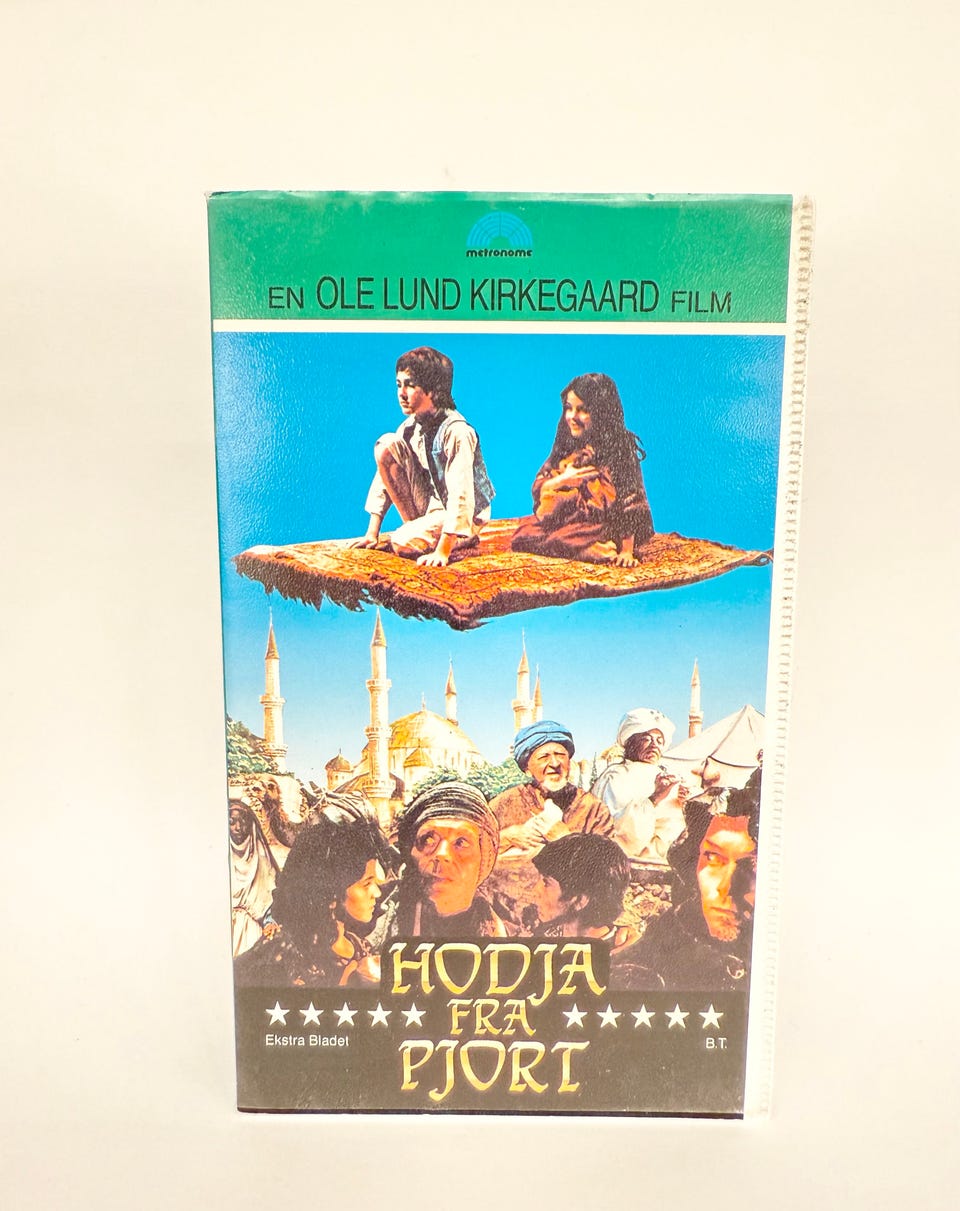 metronome
EN OLE LUND KIRKEGAARD FILM
HODJA
FRA
PJORT
Ekstra Bladet
B.T.